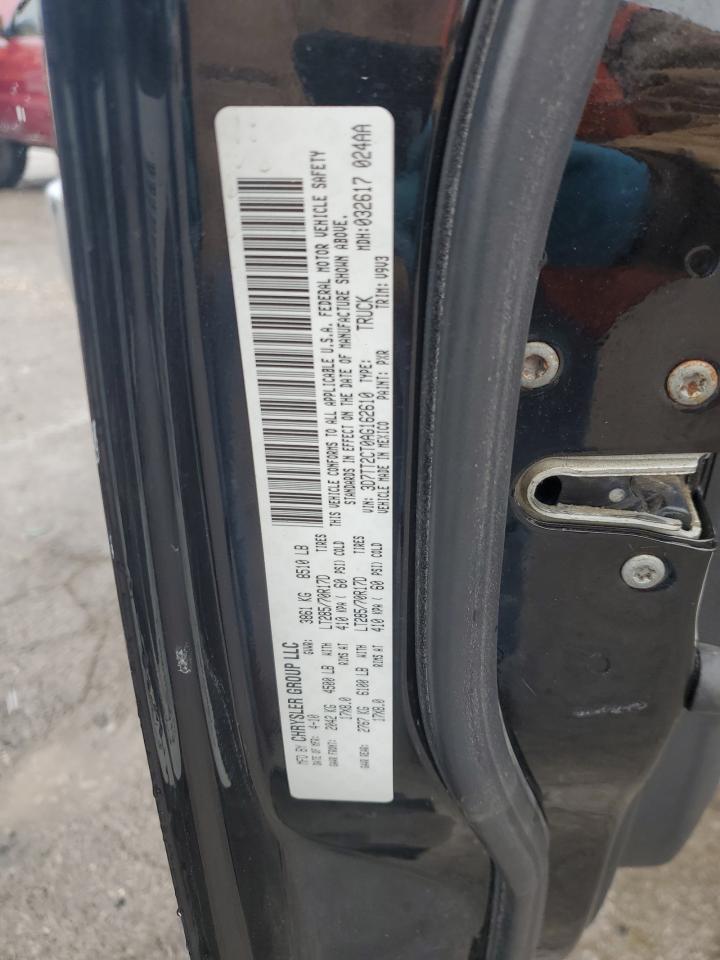 MFD BY CHRYSLER GROUP LLC
DATE OF MFR: 4-10 GVWR: 3861 KG 8510 LB
GAWR FRONT: 2042 KG 4500 LB WITH LT285/70R17D TIRES
17X8.0 RIMS AT 410 KPA ( 60 PSI) COLD
GAWR REAR: 2767 KG 6100 LB WITH LT285/70R17D TIRES
17X8.0 RIMS AT 410 KPA ( 60 PSI) COLD
THIS VEHICLE CONFORMS TO ALL APPLICABLE U.S.A. FEDERAL MOTOR VEHICLE SAFETY
STANDARDS IN EFFECT ON THE DATE OF MANUFACTURE SHOWN ABOVE.
VIN: 3D7TT2CT0AG162610 TYPE: TRUCK MDH:032617 024AA
VEHICLE MADE IN MEXICO PAINT: PXR TRIM: V9V3